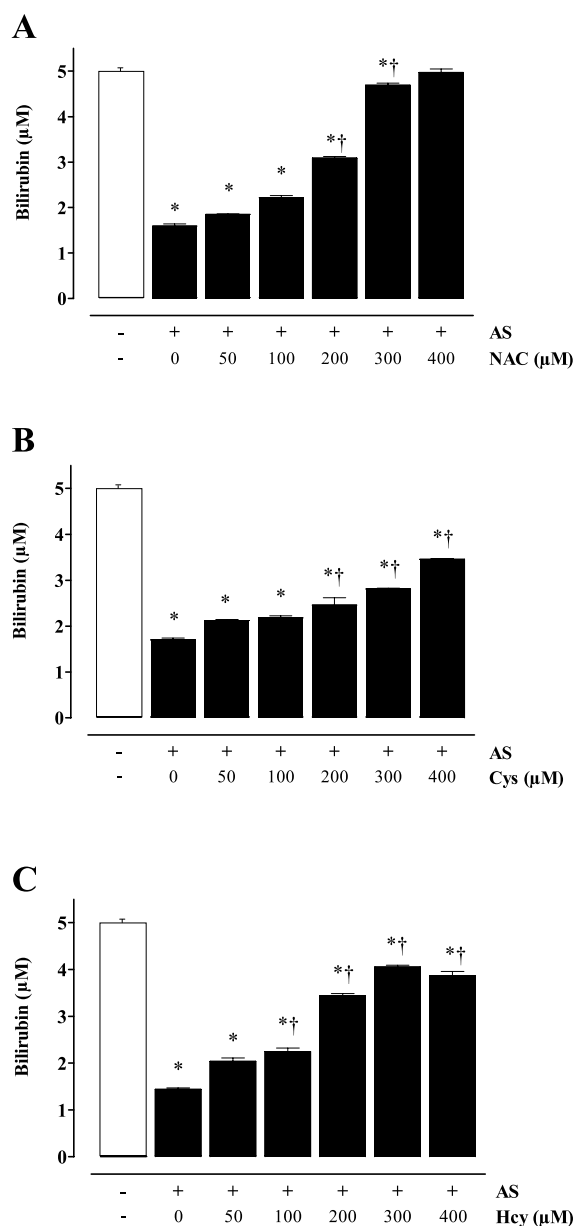 A
*†
5
*†
4
Bilirubin (µM)
3
*
*
2
*
1
0
- + + + + + + AS
- 0 50 100 200 300 400 NAC (µM)
B
5
*†
4
Bilirubin (µM)
*†
*†
3
* *
2
*
1
0
- + + + + + + AS
- 0 50 100 200 300 400 Cys (µM)
C
5
*† *†
*†
4
Bilirubin (µM)
3
*†
*
2
*
1
0
- + + + + + + AS
- 0 50 100 200 300 400 Hcy (µM)